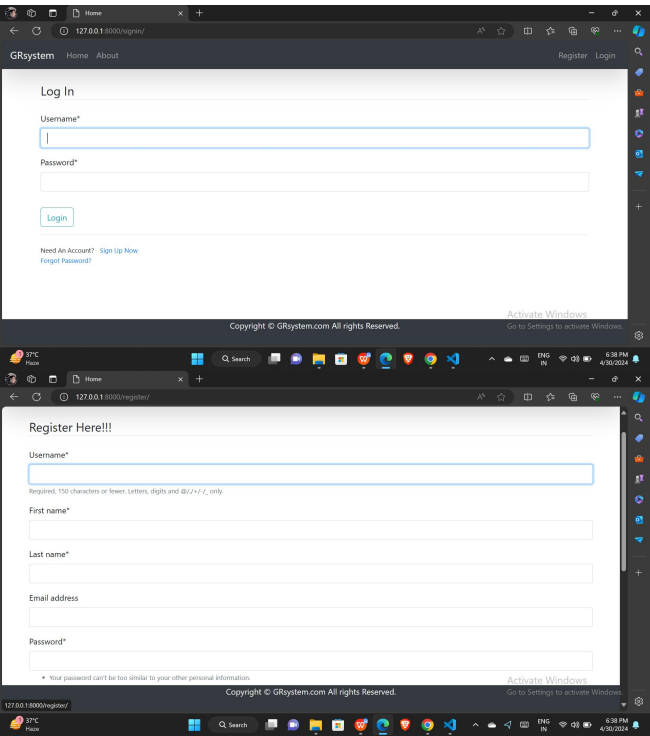 Home
127.0.0.1:8000/signin/
GRsystem Home About Register Login
Log In
Username*
Password*
Login
Need An Account? Sign Up Now
Forgot Password?
Activate Windows
Go to Settings to activate Windows.
Copyright © GRsystem.com All rights Reserved.
37°C
Haze
Search
ENG
IN
6:38 PM
4/30/2024
Home
127.0.0.1:8000/register/
Register Here!!!
Username*
Required. 150 characters or fewer. Letters, digits and @/./+/-/_ only.
First name*
Last name*
Email address
Password*
• Your password can't be too similar to your other personal information.
Activate Windows
Go to Settings to activate Windows.
Copyright © GRsystem.com All rights Reserved.
127.0.0.1:8000/register/
37°C
Haze
Search
ENG
IN
6:38 PM
4/30/2024